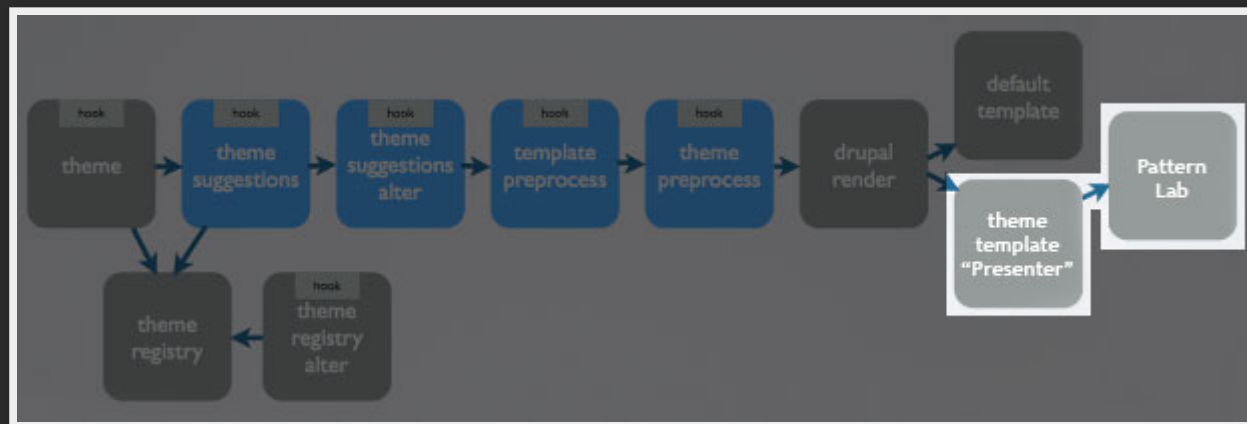 hook
theme
hook
theme
suggestions
hook
theme
suggestions
alter
hook
template
preprocess
hook
theme
preprocess
drupal
render
default
template
theme
template
“Presenter”
Pattern
Lab
theme
registry
hook
theme
registry
alter